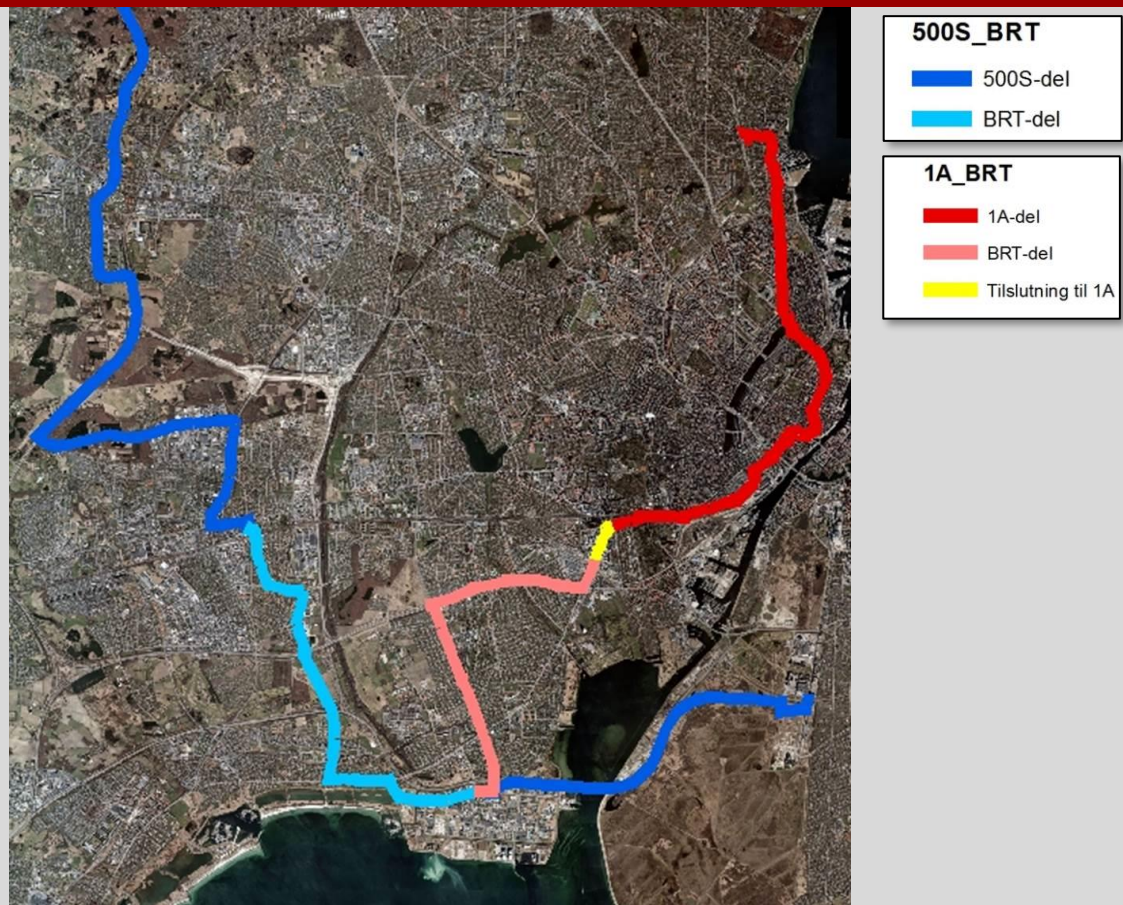 500S_BRT
500S-del
BRT-del
1A_BRT
1A-del
BRT-del
Tilslutning til 1A